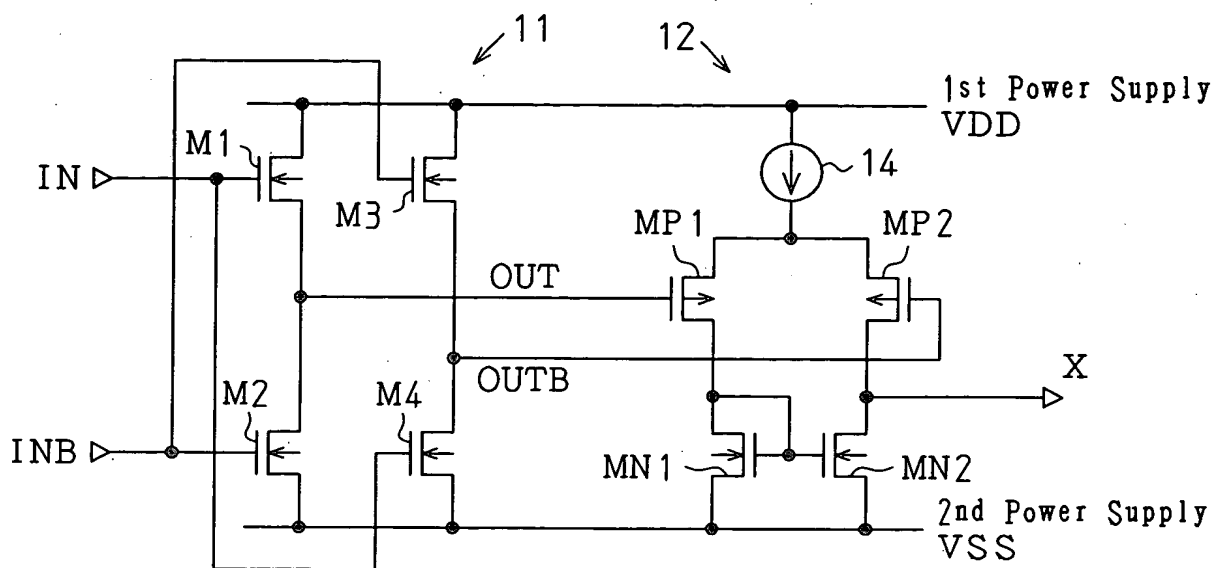 11
12
1st Power Supply
VDD
M1
IN
14
M3
MP1
MP2
OUT
X
OUTB
M2
M4
INB
MN1
MN2
2nd Power Supply
VSS